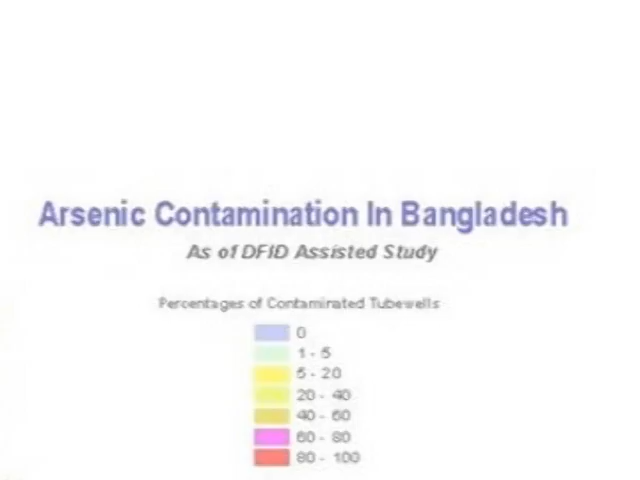 Arsenic Contamination In Bangladesh
As of DFID Assisted Study
Percentages of Contaminated Tubewells
0
1 - 5
5 - 20
20 - 40
40 - 60
60 - 80
80 - 100